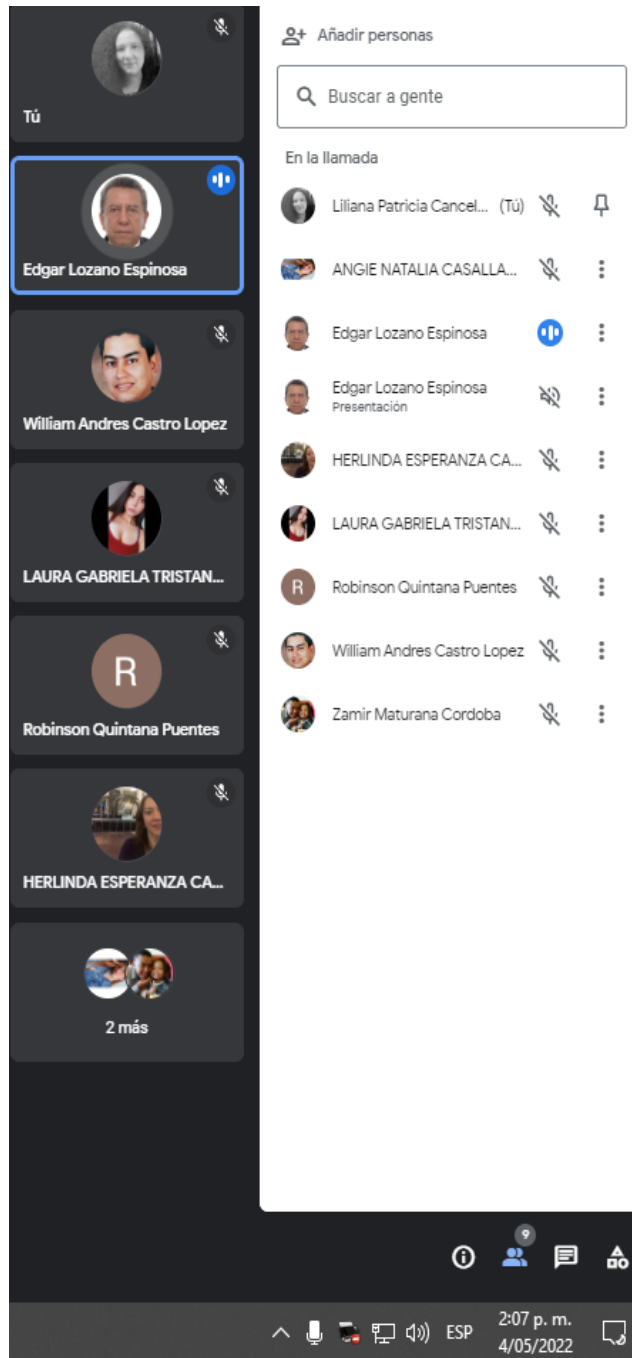 Tú
Edgar Lozano Espinosa
William Andres Castro Lopez
LAURA GABRIELA TRISTAN...
R
Robinson Quintana Puentes
HERLINDA ESPERANZA CA...
2 más
Añadir personas
Buscar a gente
En la llamada
Liliana Patricia Cancel... (Tú)
ANGIE NATALIA CASALLA...
Edgar Lozano Espinosa
Edgar Lozano Espinosa
Presentación
HERLINDA ESPERANZA CA...
LAURA GABRIELA TRISTAN...
R Robinson Quintana Puentes
William Andres Castro Lopez
Zamir Maturana Cordoba
9
ESP
2:07 p. m.
4/05/2022